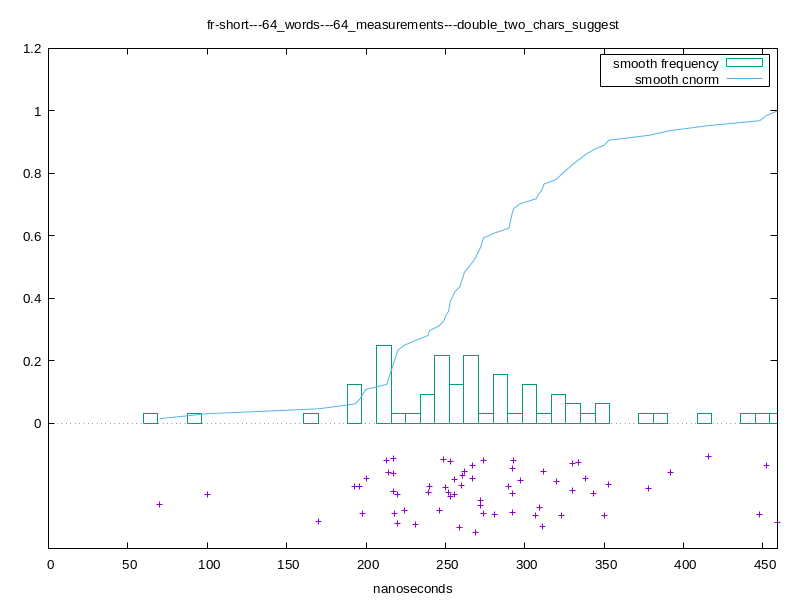 fr-short---64_words---64_measurements---double_two_chars_suggest
1.2
smooth frequency
smooth cnorm
1
0.8
0.6
0.4
0.2
0
0 50 100 150 200 250 300 350 400 450
nanoseconds